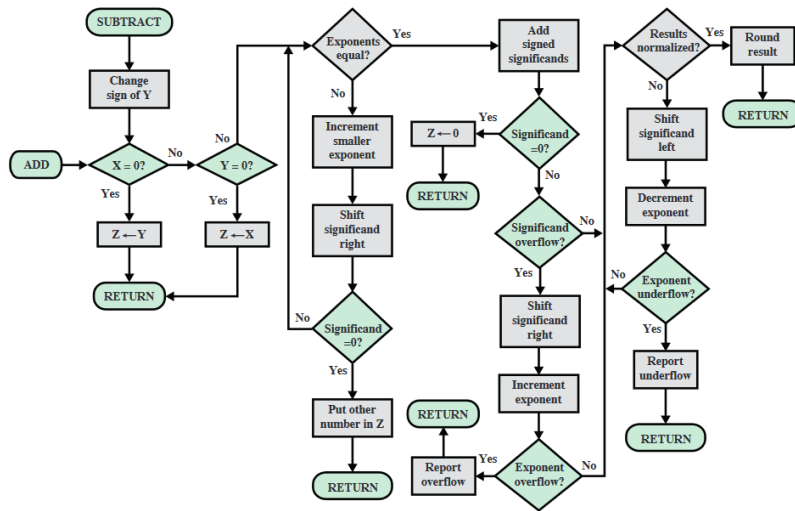 SUBTRACT
Change
sign of Y
ADD
X = 0?
No
Yes
Z ← Y
RETURN
Y = 0?
No
Yes
Z ← X
Exponents
equal?
Yes
No
Increment
smaller
exponent
Shift
significand
right
Significand
=0?
No
Yes
Put other
number in Z
RETURN
Add
signed
significands
Significand
=0?
Yes
Z ← 0
RETURN
No
Significand
overflow?
No
Yes
Shift
significand
right
Increment
exponent
Exponent
overflow?
Yes
Report
overflow
RETURN
No
Results
normalized?
Yes
Round
result
RETURN
No
Shift
significand
left
Decrement
exponent
Exponent
underflow?
No
Yes
Report
underflow
RETURN